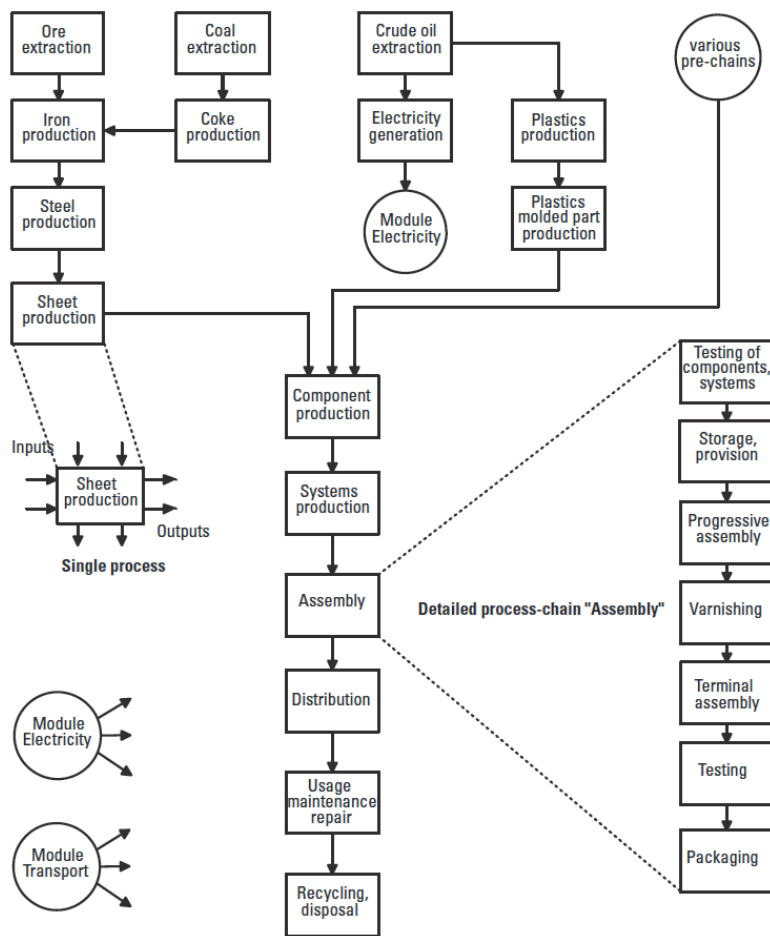 Ore
extraction
Coal
extraction
Crude oil
extraction
various
pre-chains
Iron
production
Coke
production
Electricity
generation
Plastics
production
Steel
production
Module
Electricity
Plastics
molded part
production
Sheet
production
Testing of
components,
systems
Component
production
Storage,
provision
Inputs
Sheet
production
Outputs
Single process
Systems
production
Progressive
assembly
Assembly
Detailed process-chain "Assembly"
Varnishing
Module
Electricity
Distribution
Terminal
assembly
Usage
maintenance
repair
Testing
Module
Transport
Recycling,
disposal
Packaging